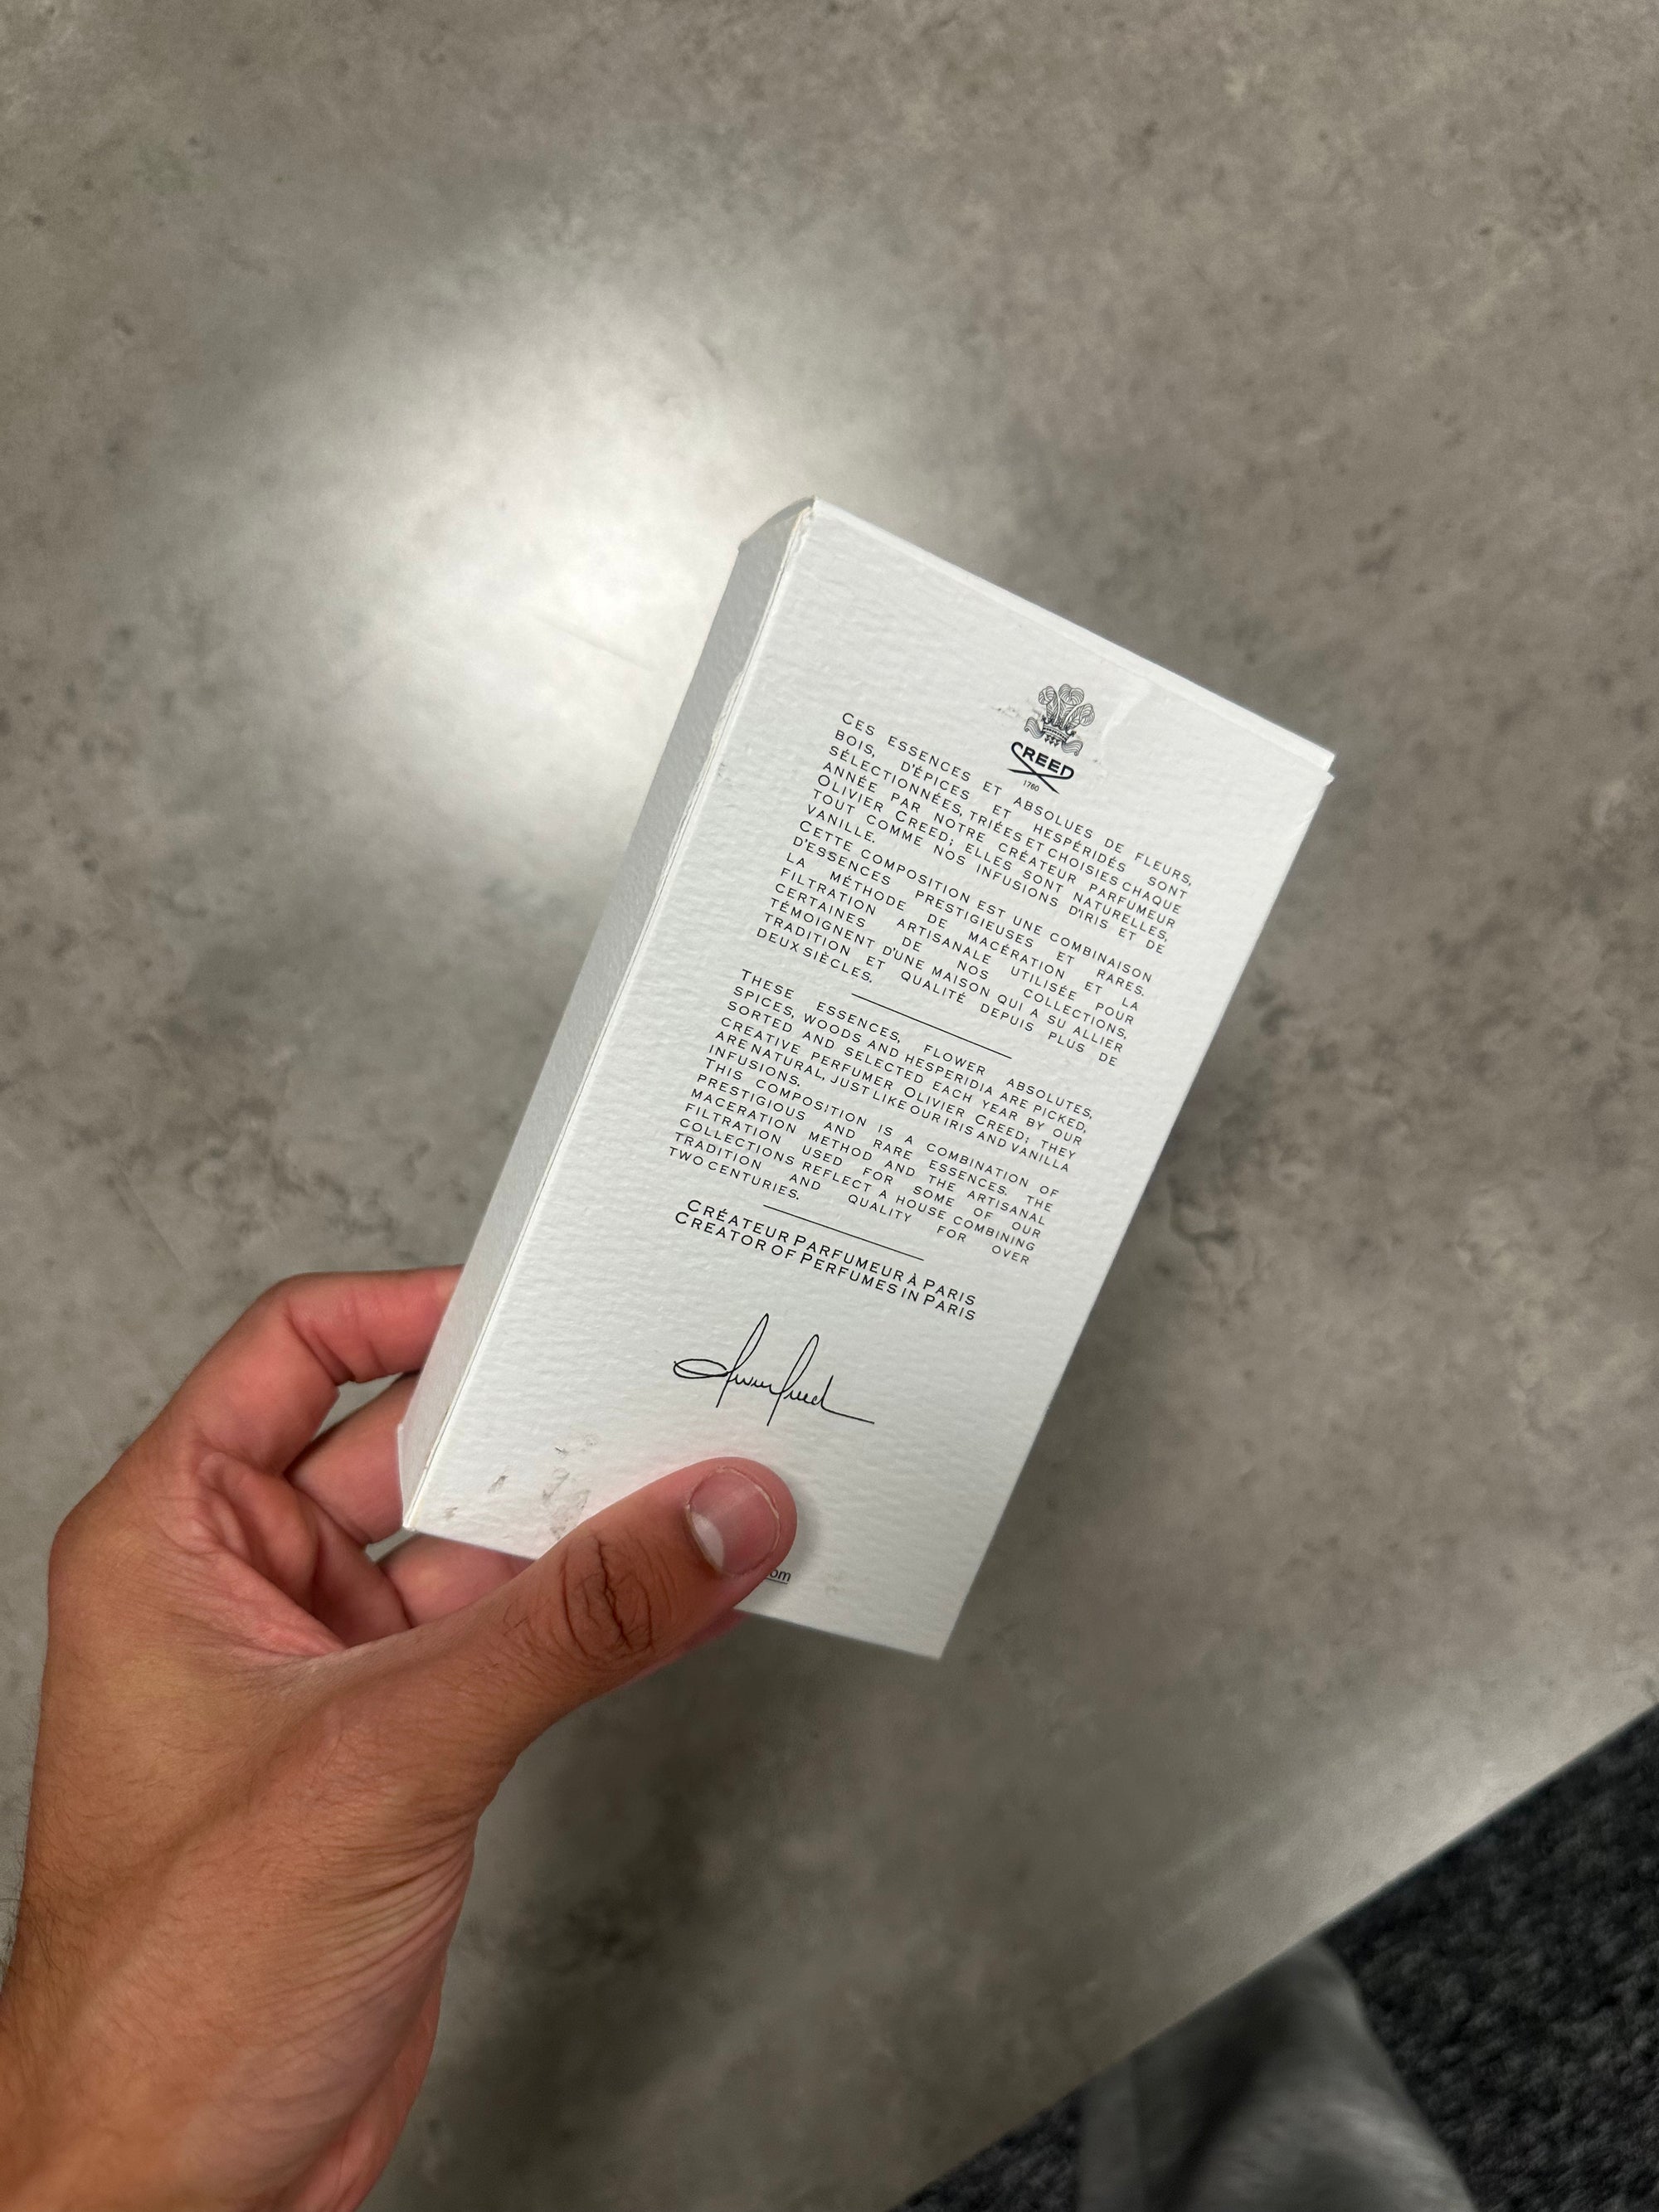 CREED
1760
CES ESSENCES ET ABSOLUES DE FLEURS,
BOIS, D'ÉPICES ET HESPÉRIDÉS SONT
SÉLECTIONNÉES, TRIÉES ET CHOISIES CHAQUE
ANNÉE PAR NOTRE CRÉATEUR PARFUMEUR
OLIVIER CREED; ELLES SONT NATURELLES,
TOUT COMME NOS INFUSIONS D'IRIS ET DE
VANILLE.
CETTE COMPOSITION EST UNE COMBINAISON
D'ESSENCES PRESTIGIEUSES ET RARES.
LA MÉTHODE DE MACÉRATION ET LA
FILTRATION ARTISANALE UTILISÉE POUR
CERTAINES DE NOS COLLECTIONS,
TÉMOIGNENT D'UNE MAISON QUI A SU ALLIER
TRADITION ET QUALITÉ DEPUIS PLUS DE
DEUX SIÈCLES.
THESE ESSENCES, FLOWER ABSOLUTES,
SPICES, WOODS AND HESPERIDIA ARE PICKED,
SORTED AND SELECTED EACH YEAR BY OUR
CREATIVE PERFUMER OLIVIER CREED; THEY
ARE NATURAL, JUST LIKE OUR IRIS AND VANILLA
INFUSIONS.
THIS COMPOSITION IS A COMBINATION OF
PRESTIGIOUS AND RARE ESSENCES. THE
MACERATION METHOD AND THE ARTISANAL
FILTRATION USED FOR SOME OF OUR
COLLECTIONS REFLECT A HOUSE COMBINING
TRADITION AND QUALITY FOR OVER
TWO CENTURIES.
CRÉATEUR PARFUMEUR À PARIS
CREATOR OF PERFUMES IN PARIS
Olivier Creed
om